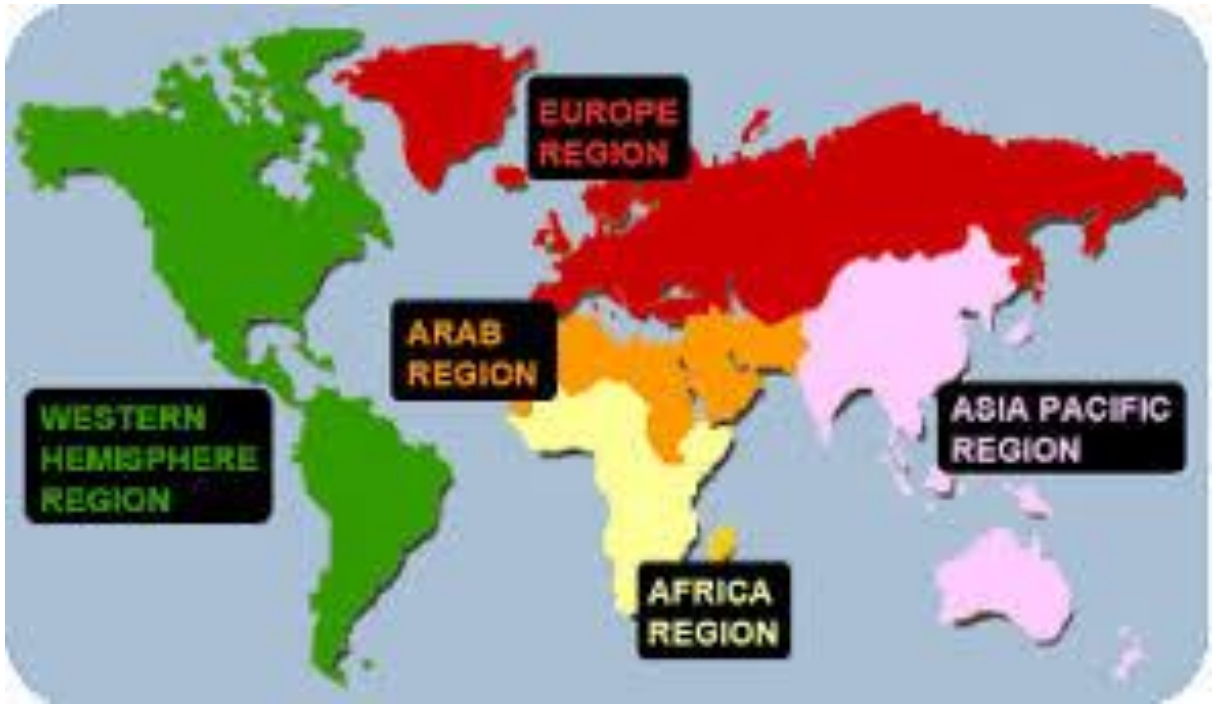 EUROPE
REGION
ARAB
REGION
WESTERN
HEMISPHERE
REGION
ASIA PACIFIC
REGION
AFRICA
REGION